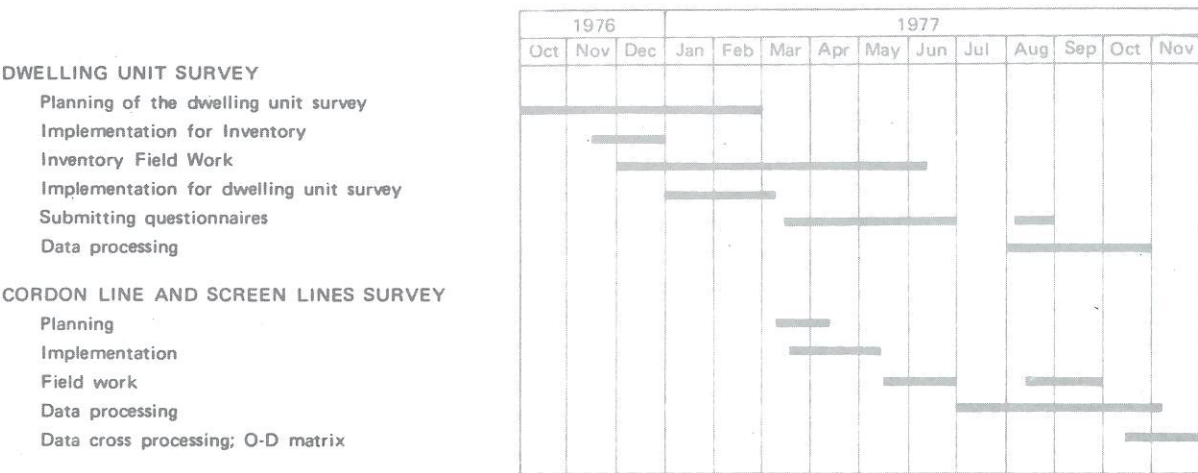 1976 1977
Oct Nov Dec Jan Feb Mar Apr May Jun Jul Aug Sep Oct Nov
DWELLING UNIT SURVEY
Planning of the dwelling unit survey
Implementation for Inventory
Inventory Field Work
Implementation for dwelling unit survey
Submitting questionnaires
Data processing
CORDON LINE AND SCREEN LINES SURVEY
Planning
Implementation
Field work
Data processing
Data cross processing; O-D matrix